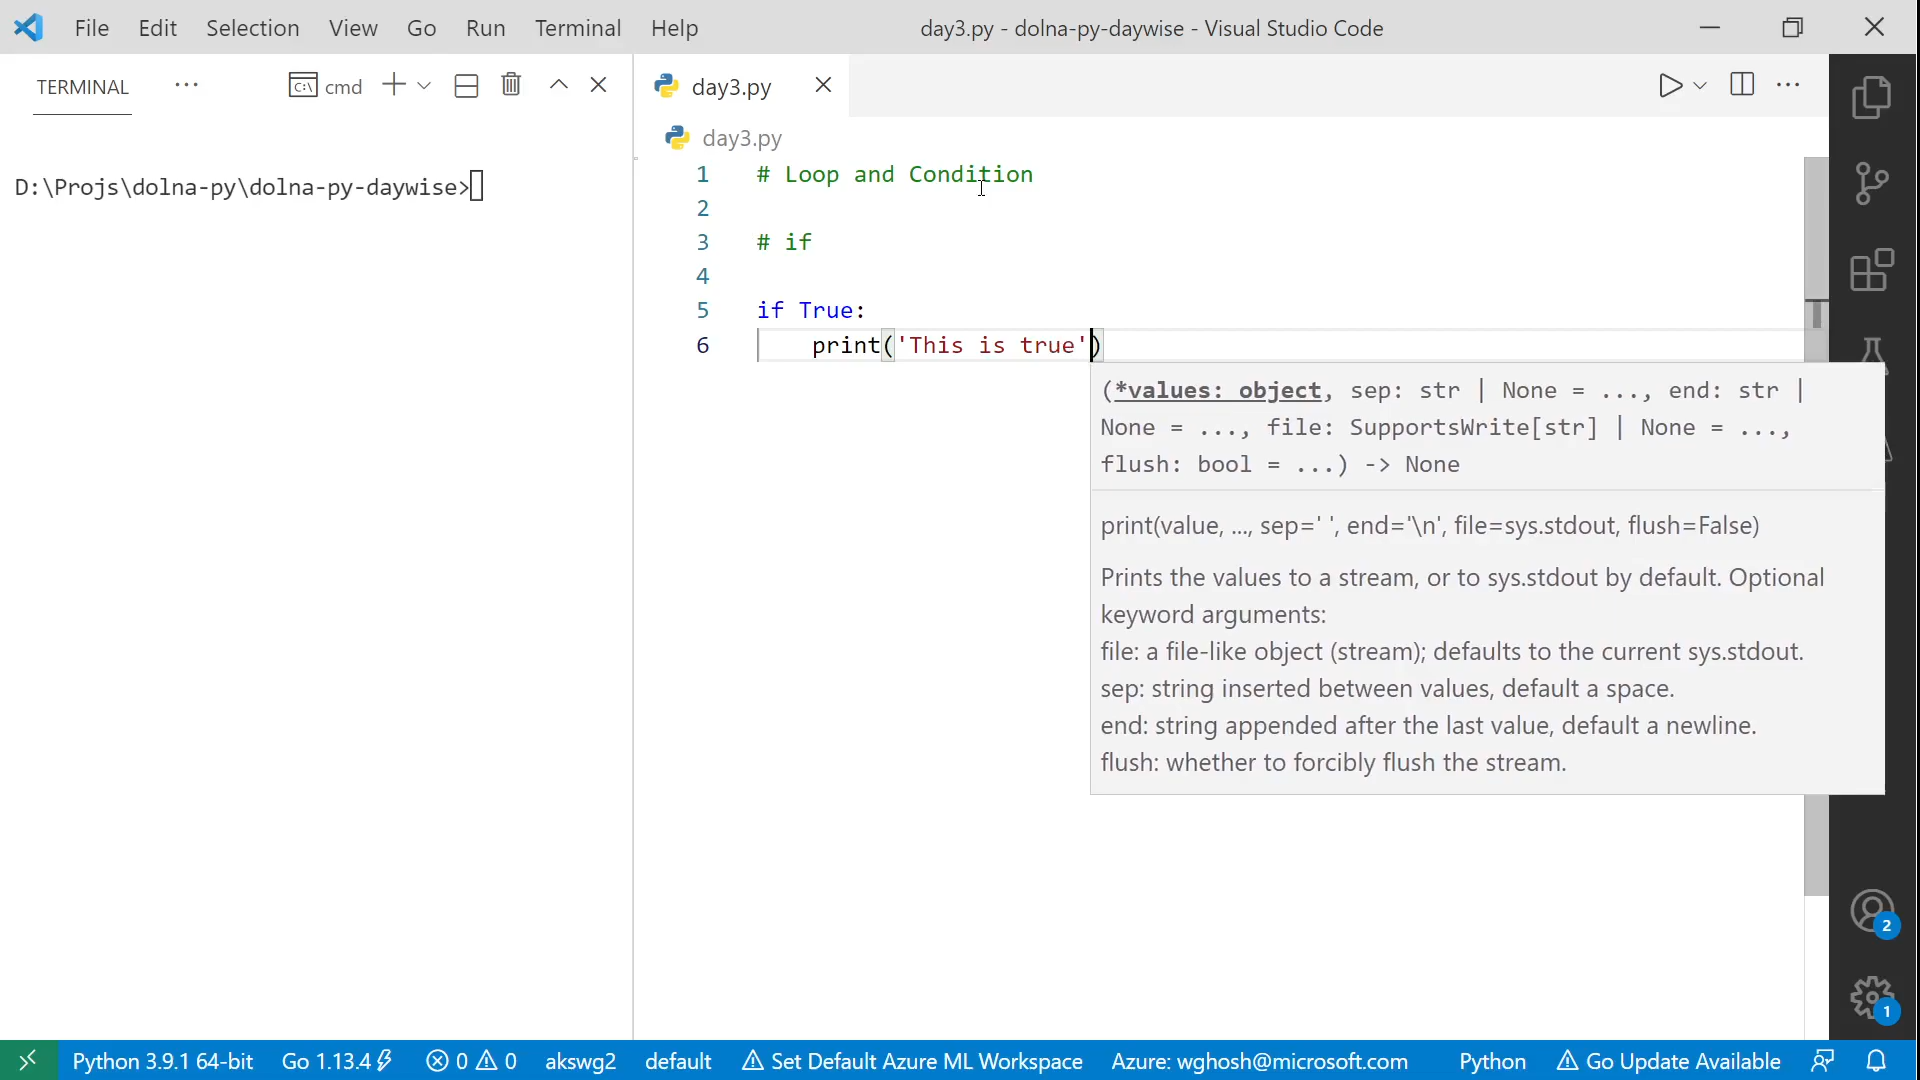 File Edit Selection View Go Run Terminal Help
day3.py - dolna-py-daywise - Visual Studio Code
TERMINAL ... cmd
D:\Projs\dolna-py\dolna-py-daywise>
day3.py
day3.py
1 # Loop and Condition
2
3 # if
4
5 if True:
6 print('This is true')
(*values: object, sep: str | None = ..., end: str |
None = ..., file: SupportsWrite[str] | None = ...,
flush: bool = ...) -> None
print(value, ..., sep=' ', end='\n', file=sys.stdout, flush=False)
Prints the values to a stream, or to sys.stdout by default. Optional
keyword arguments:
file: a file-like object (stream); defaults to the current sys.stdout.
sep: string inserted between values, default a space.
end: string appended after the last value, default a newline.
flush: whether to forcibly flush the stream.
2
1
Python 3.9.1 64-bit Go 1.13.4 0 0 akswg2 default Set Default Azure ML Workspace Azure: wghosh@microsoft.com Python Go Update Available